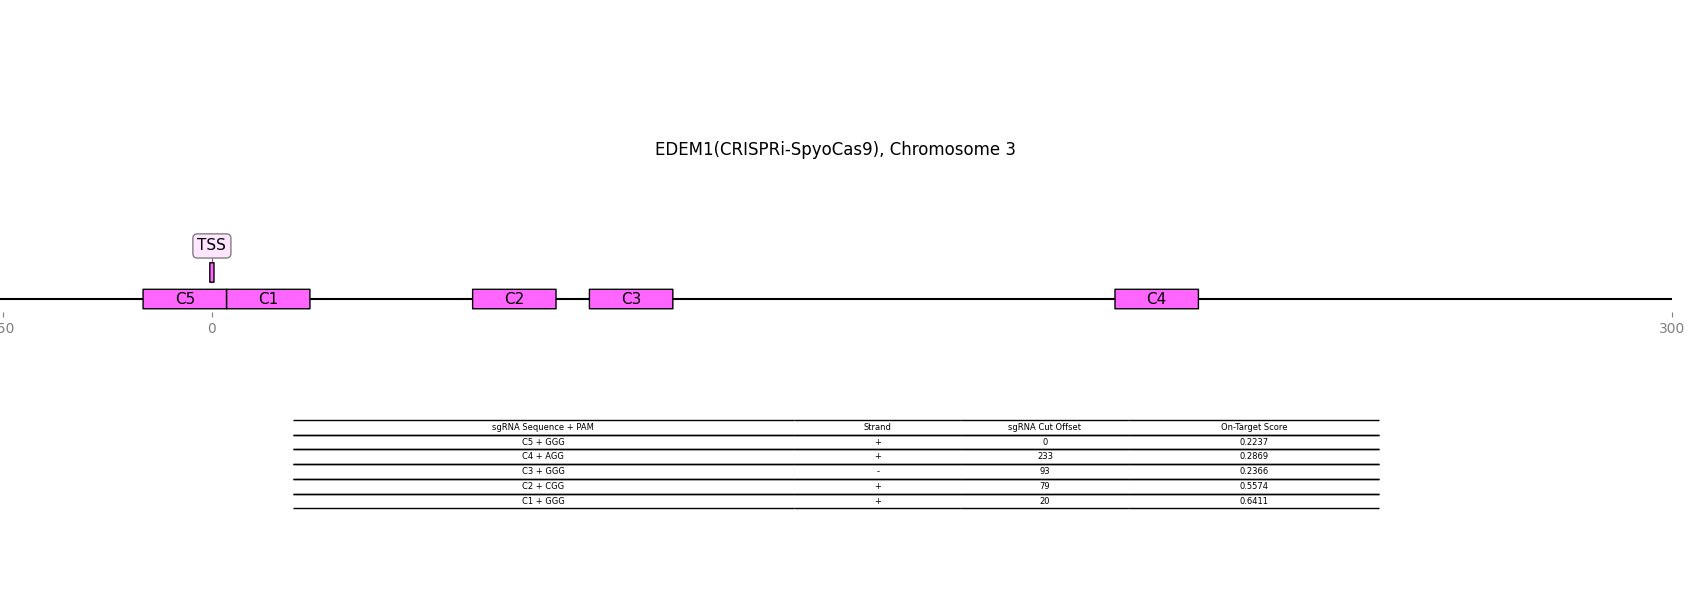 EDEM1(CRISPRi-SpyoCas9), Chromosome 3
TSS
C5 C1 C2 C3 C4
50 0 300
sgRNA Sequence + PAM Strand sgRNA Cut Offset On-Target Score
C5 + GGG + 0 0.2237
C4 + AGG + 233 0.2869
C3 + GGG - 93 0.2366
C2 + CGG + 79 0.5574
C1 + GGG + 20 0.6411